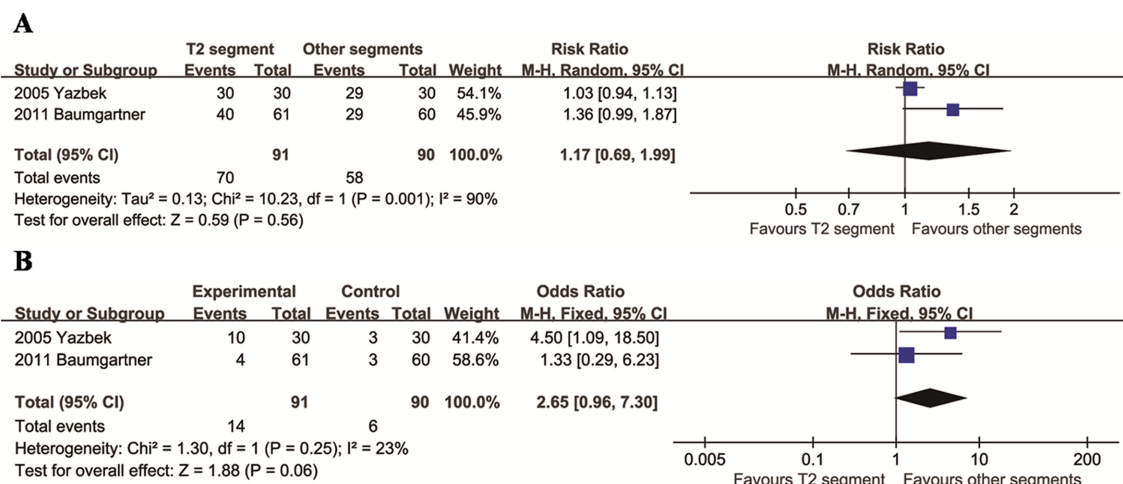 A
T2 segment Other segments Risk Ratio Risk Ratio
Study or Subgroup Events Total Events Total Weight M-H, Random, 95% CI M-H, Random, 95% CI
2005 Yazbek 30 30 29 30 54.1% 1.03 [0.94, 1.13]
2011 Baumgartner 40 61 29 60 45.9% 1.36 [0.99, 1.87]
Total (95% CI) 91 90 100.0% 1.17 [0.69, 1.99]
Total events 70 58
Heterogeneity: Tau² = 0.13; Chi² = 10.23, df = 1 (P = 0.001); I² = 90%
Test for overall effect: Z = 0.59 (P = 0.56)
0.5 0.7 1 1.5 2
Favours T2 segment Favours other segments
B
Experimental Control Odds Ratio Odds Ratio
Study or Subgroup Events Total Events Total Weight M-H, Fixed, 95% CI M-H, Fixed, 95% CI
2005 Yazbek 10 30 3 30 41.4% 4.50 [1.09, 18.50]
2011 Baumgartner 4 61 3 60 58.6% 1.33 [0.29, 6.23]
Total (95% CI) 91 90 100.0% 2.65 [0.96, 7.30]
Total events 14 6
Heterogeneity: Chi² = 1.30, df = 1 (P = 0.25); I² = 23%
Test for overall effect: Z = 1.88 (P = 0.06)
0.005 0.1 1 10 200
Favours T2 segment Favours other segments